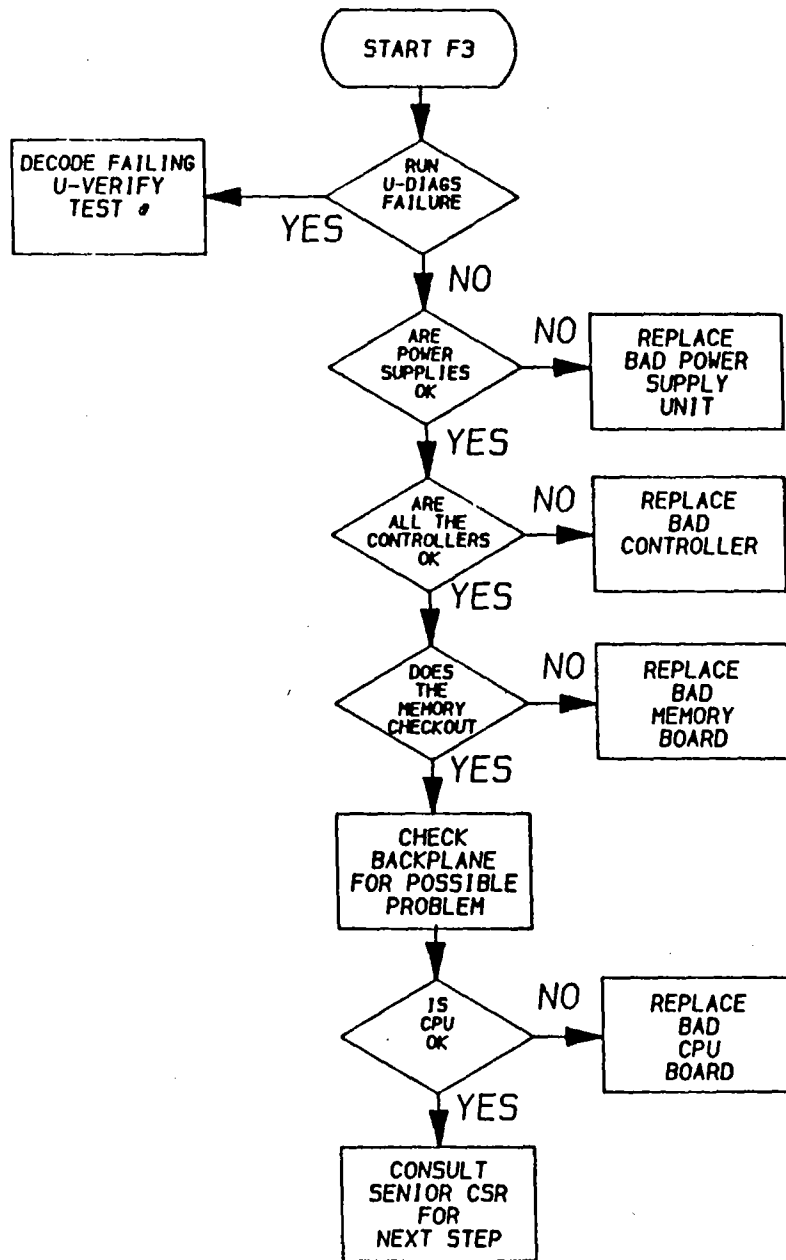 START F3
RUN
U-DIAGS
FAILURE
YES
DECODE FAILING
U-VERIFY
TEST
NO
ARE
POWER
SUPPLIES
OK
NO
REPLACE
BAD POWER
SUPPLY
UNIT
YES
ARE
ALL THE
CONTROLLERS
OK
NO
REPLACE
BAD
CONTROLLER
YES
DOES
THE
MEMORY
CHECKOUT
NO
REPLACE
BAD
MEMORY
BOARD
YES
CHECK
BACKPLANE
FOR POSSIBLE
PROBLEM
IS
CPU
OK
NO
REPLACE
BAD
CPU
BOARD
YES
CONSULT
SENIOR CSR
FOR
NEXT STEP